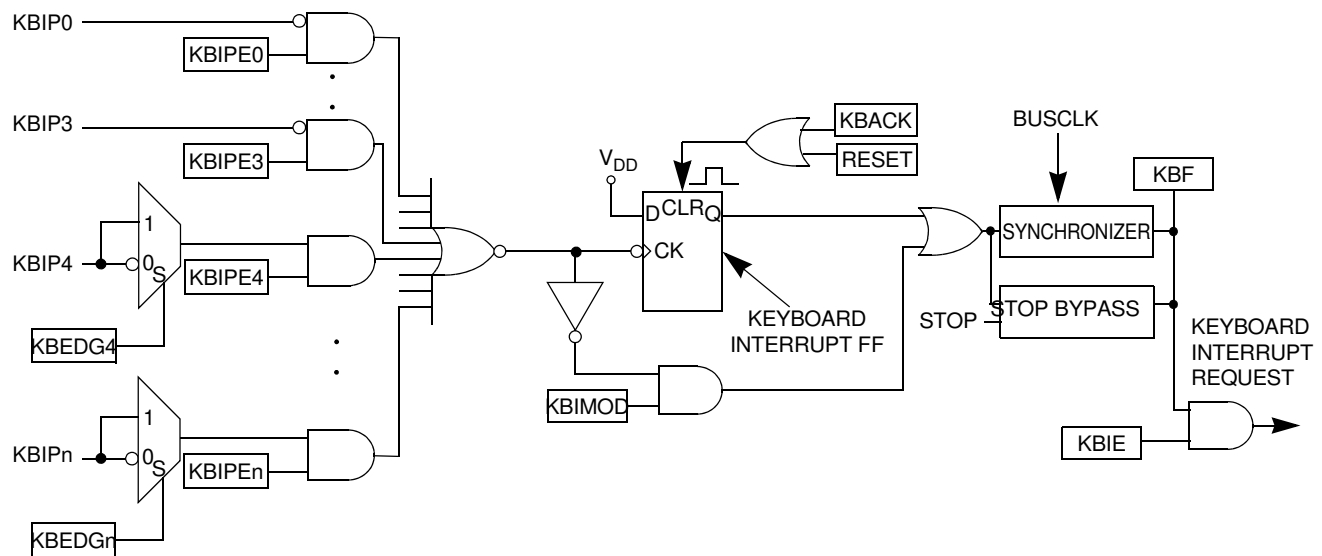 KBIP0
KBIPE0
KBIP3
KBIPE3
KBACK
RESET
BUSCLK
VDD
KBF
D CLR Q
CK
1
0
S
KBIP4
KBIPE4
KBEDG4
SYNCHRONIZER
STOP BYPASS
STOP
KEYBOARD
INTERRUPT FF
KEYBOARD
INTERRUPT
REQUEST
KBIMOD
1
0
S
KBIPn
KBIPEn
KBIE
KBEDGn